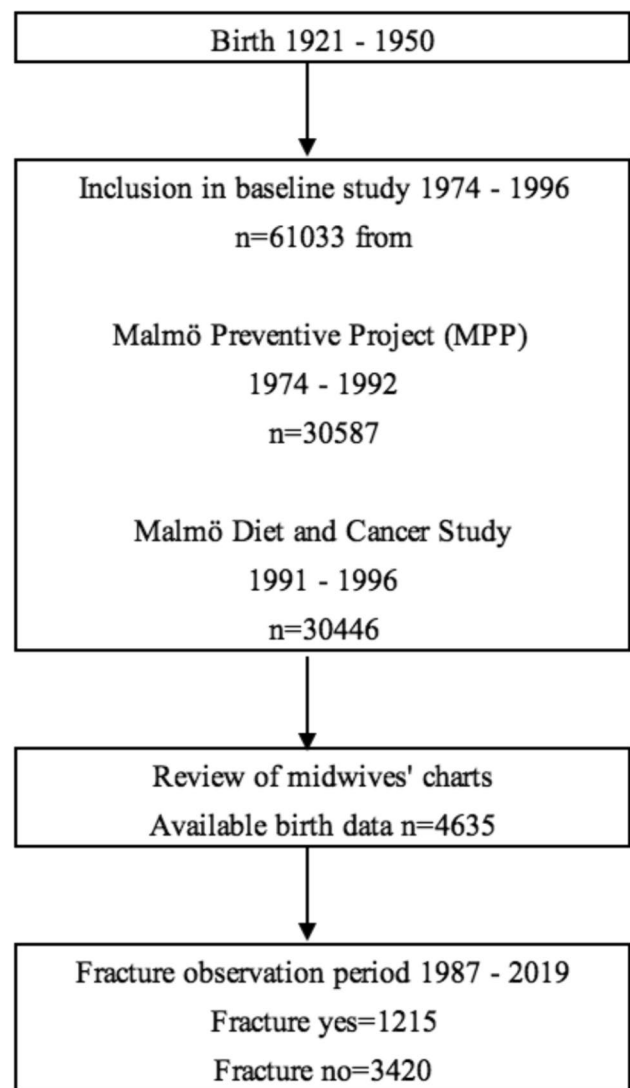 Birth 1921 - 1950
Inclusion in baseline study 1974 - 1996
n=61033 from
Malmö Preventive Project (MPP)
1974 - 1992
n=30587
Malmö Diet and Cancer Study
1991 - 1996
n=30446
Review of midwives' charts
Available birth data n=4635
Fracture observation period 1987 - 2019
Fracture yes=1215
Fracture no=3420